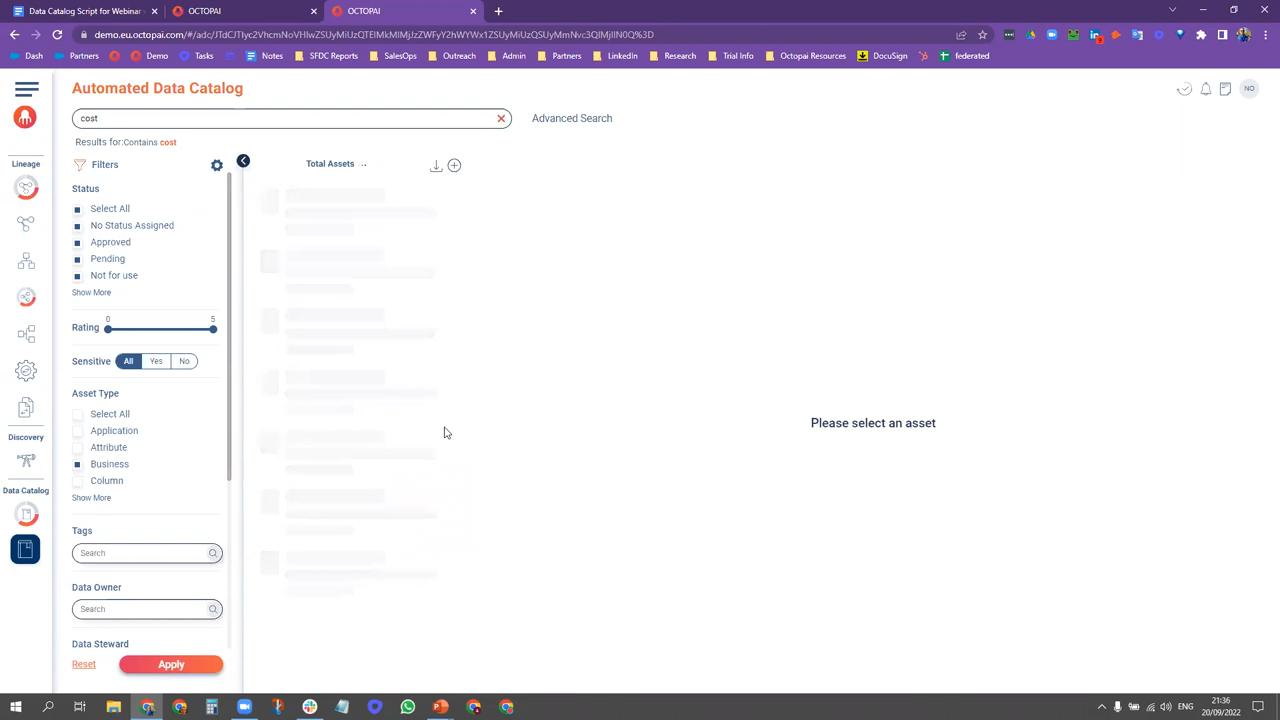 Data Catalog Script for Webinar
OCTOPAI
OCTOPAI
demo.eu.octopai.com/#/adc/JTdCJTIyc2VhcmNoVHlwZSUyMiUzQTElMkMlMjJzZWFyY2hWYWx1ZSUyMiUzQSUyMmNvc3QlMjIlN0Q%3D
Dash
Partners
Demo
Tasks
Notes
SFDC Reports
SalesOps
Outreach
Admin
Partners
LinkedIn
Research
Trial Info
Octopai Resources
DocuSign
federated
Automated Data Catalog
NO
cost
Advanced Search
Results for:Contains cost
Lineage
Filters
Total Assets ..
Status
Select All
No Status Assigned
Approved
Pending
Not for use
Show More
0 5
Rating
Sensitive All Yes No
Asset Type
Select All
Application
Attribute
Business
Column
Show More
Please select an asset
Discovery
Data Catalog
Tags
Search
Data Owner
Search
Data Steward
Reset Apply
21:36
20/09/2022